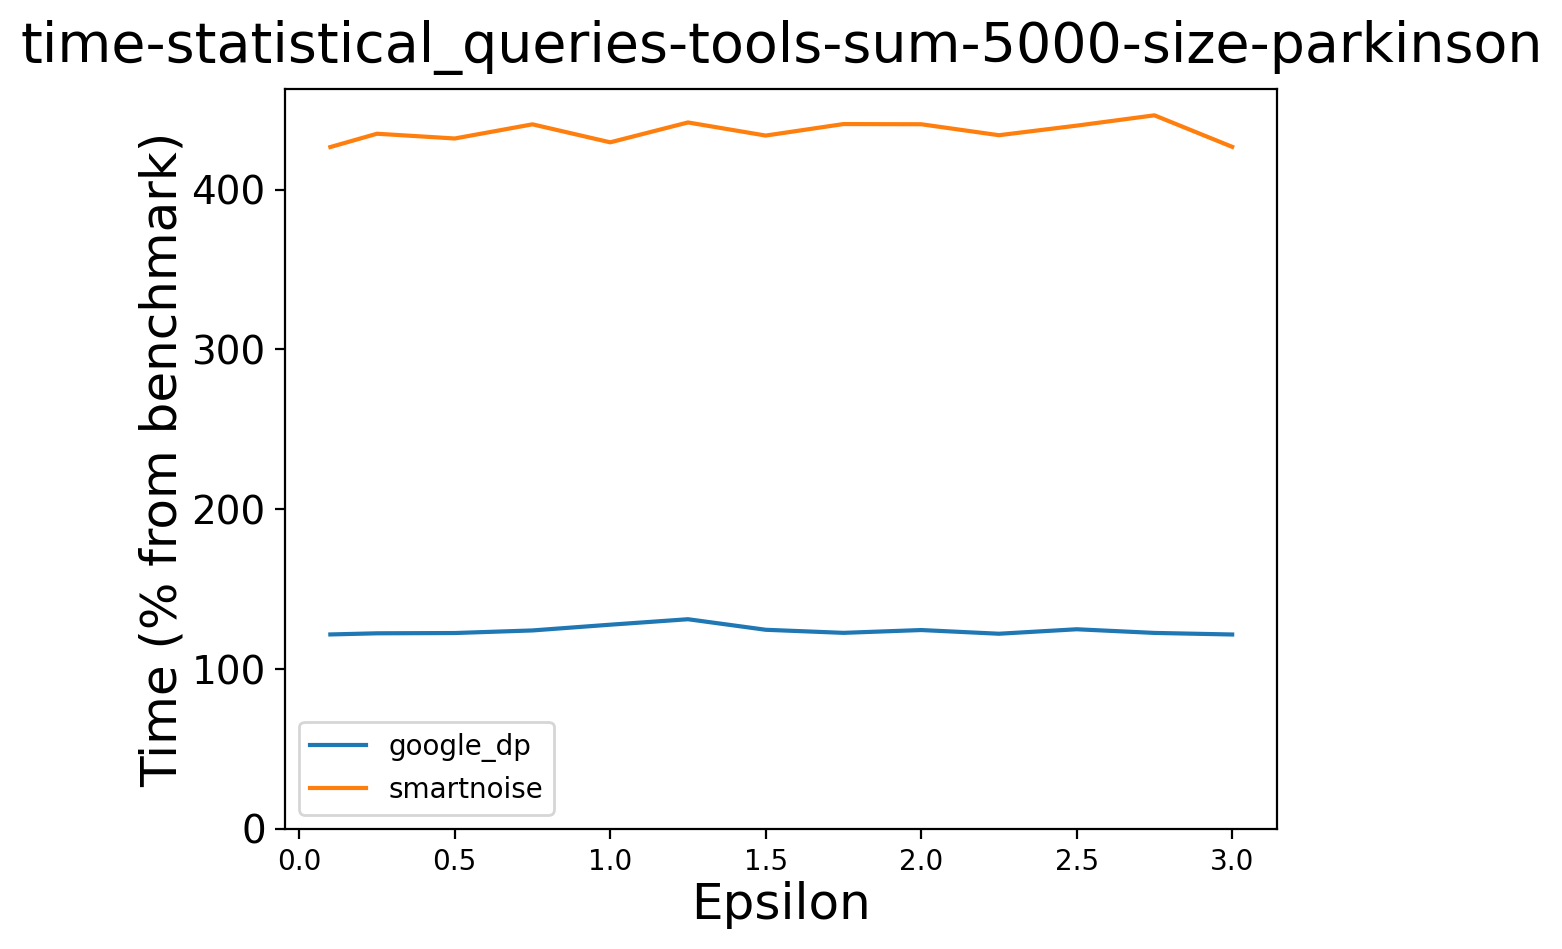 time-statistical_queries-tools-sum-5000-size-parkinson
Time (% from benchmark)
400
300
200
100
0
google_dp
smartnoise
0.0 0.5 1.0 1.5 2.0 2.5 3.0
Epsilon